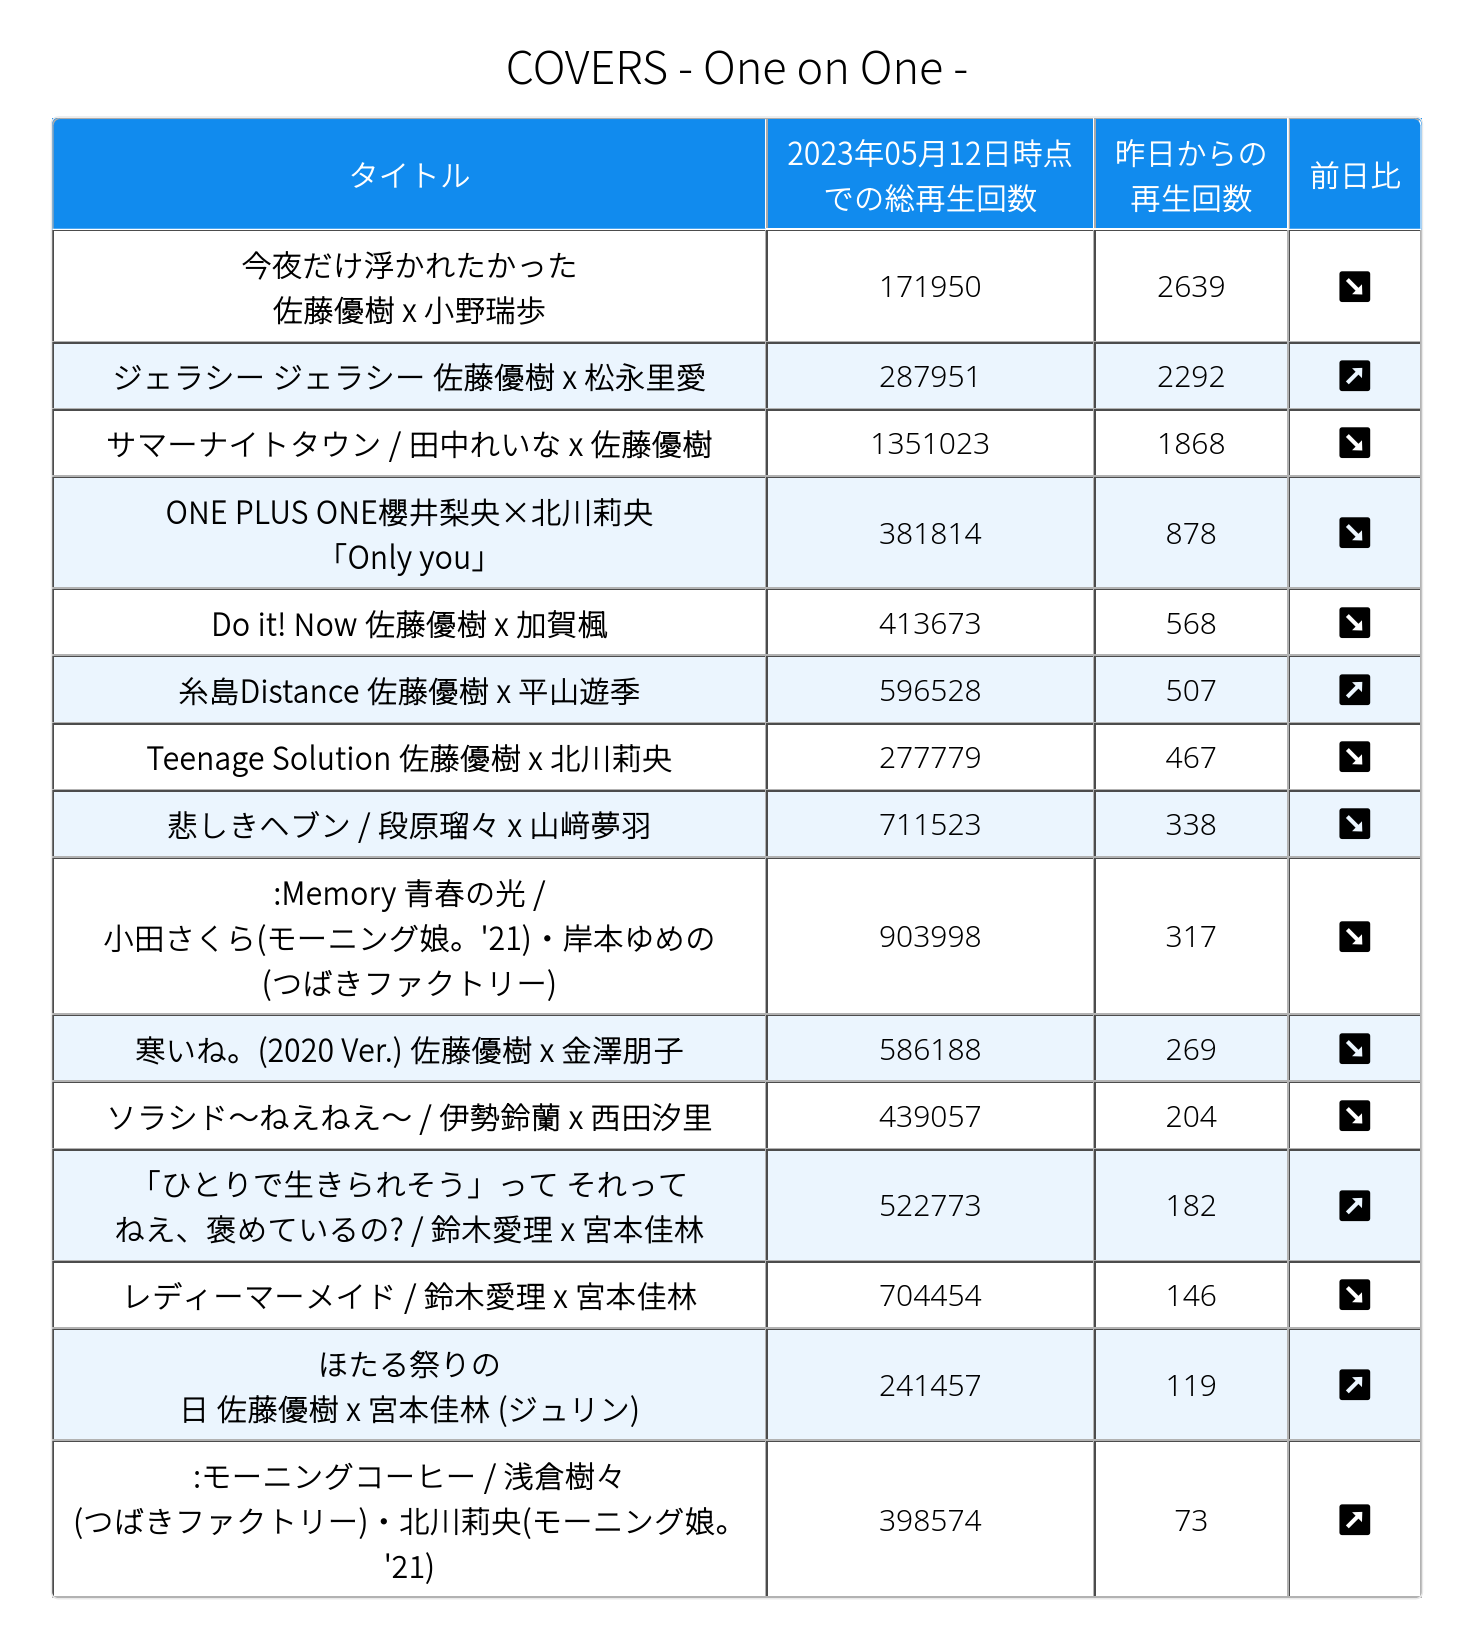 COVERS - One on One -
タイトル
2023年05月12日時点
での総再生回数
昨日からの
再生回数
前日比
今夜だけ浮かれたかった
佐藤優樹 x 小野瑞歩
171950
2639
ジェラシー ジェラシー 佐藤優樹 x 松永里愛
287951
2292
サマーナイトタウン / 田中れいな x 佐藤優樹
1351023
1868
ONE PLUS ONE櫻井梨央×北川莉央
「Only you」
381814
878
Do it! Now 佐藤優樹 x 加賀楓
413673
568
糸島Distance 佐藤優樹 x 平山遊季
596528
507
Teenage Solution 佐藤優樹 x 北川莉央
277779
467
悲しきヘブン / 段原瑠々 x 山﨑夢羽
711523
338
:Memory 青春の光 /
小田さくら(モーニング娘。'21)・岸本ゆめの
(つばきファクトリー)
903998
317
寒いね。(2020 Ver.) 佐藤優樹 x 金澤朋子
586188
269
ソラシド〜ねえねえ〜 / 伊勢鈴蘭 x 西田汐里
439057
204
「ひとりで生きられそう」って それって
ねえ、褒めているの? / 鈴木愛理 x 宮本佳林
522773
182
レディーマーメイド / 鈴木愛理 x 宮本佳林
704454
146
ほたる祭りの
日 佐藤優樹 x 宮本佳林 (ジュリン)
241457
119
:モーニングコーヒー / 浅倉樹々
(つばきファクトリー)・北川莉央(モーニング娘。
'21)
398574
73